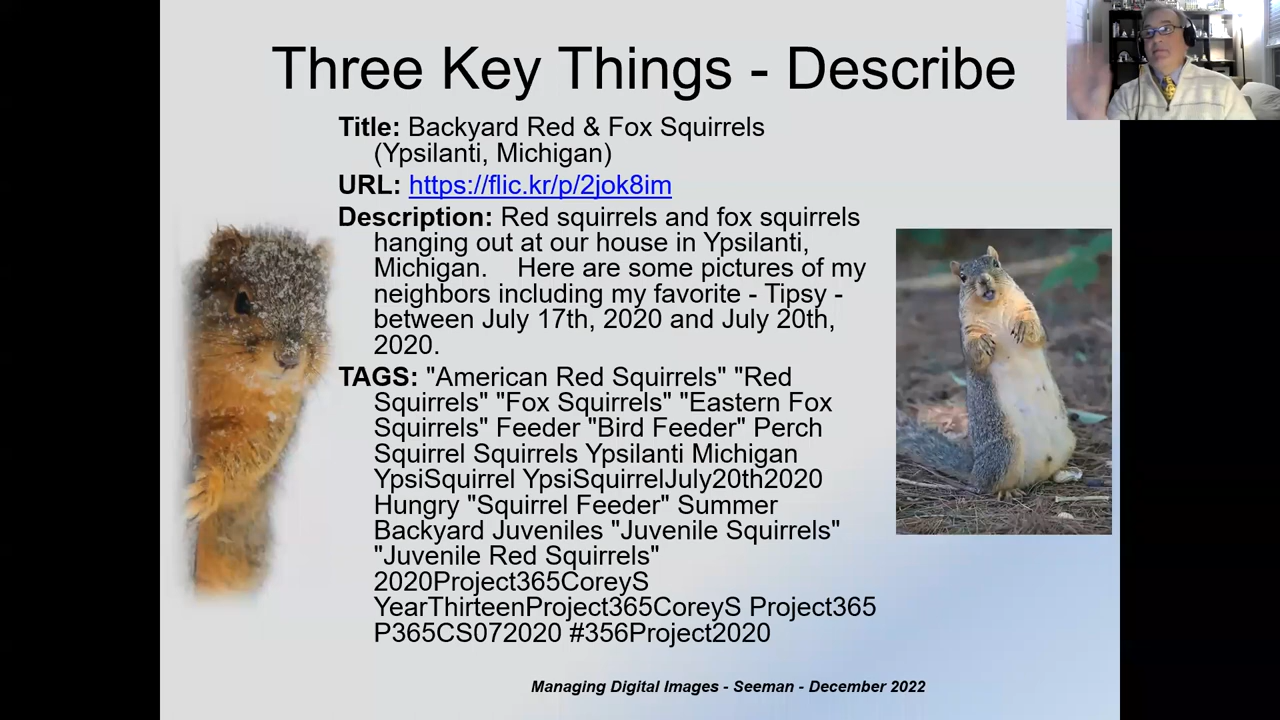 Three Key Things - Describe
Title: Backyard Red & Fox Squirrels
(Ypsilanti, Michigan)
URL: https://flic.kr/p/2jok8im
Description: Red squirrels and fox squirrels
hanging out at our house in Ypsilanti,
Michigan. Here are some pictures of my
neighbors including my favorite - Tipsy -
between July 17th, 2020 and July 20th,
2020.
TAGS: "American Red Squirrels" "Red
Squirrels" "Fox Squirrels" "Eastern Fox
Squirrels" Feeder "Bird Feeder" Perch
Squirrel Squirrels Ypsilanti Michigan
YpsiSquirrel YpsiSquirrelJuly20th2020
Hungry "Squirrel Feeder" Summer
Backyard Juveniles "Juvenile Squirrels"
"Juvenile Red Squirrels"
2020Project365CoreyS
YearThirteenProject365CoreyS Project365
P365CS072020 #356Project2020
Managing Digital Images - Seeman - December 2022